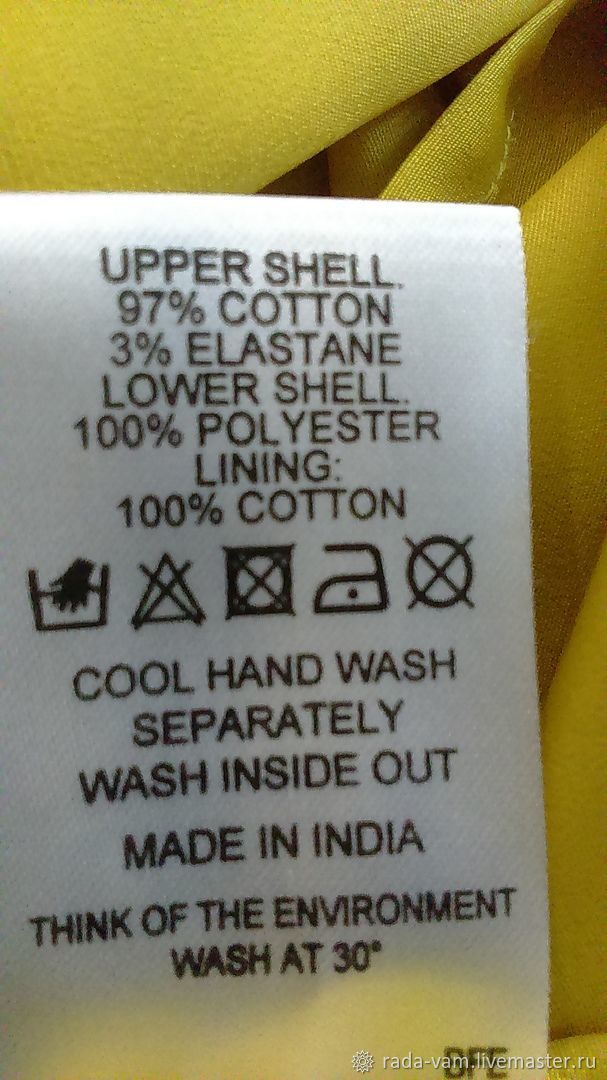 UPPER SHELL.
97% COTTON
3% ELASTANE
LOWER SHELL.
100% POLYESTER
LINING:
100% COTTON
COOL HAND WASH
SEPARATELY
WASH INSIDE OUT
MADE IN INDIA
THINK OF THE ENVIRONMENT
WASH AT 30°
rada-vam.livemaster.ru